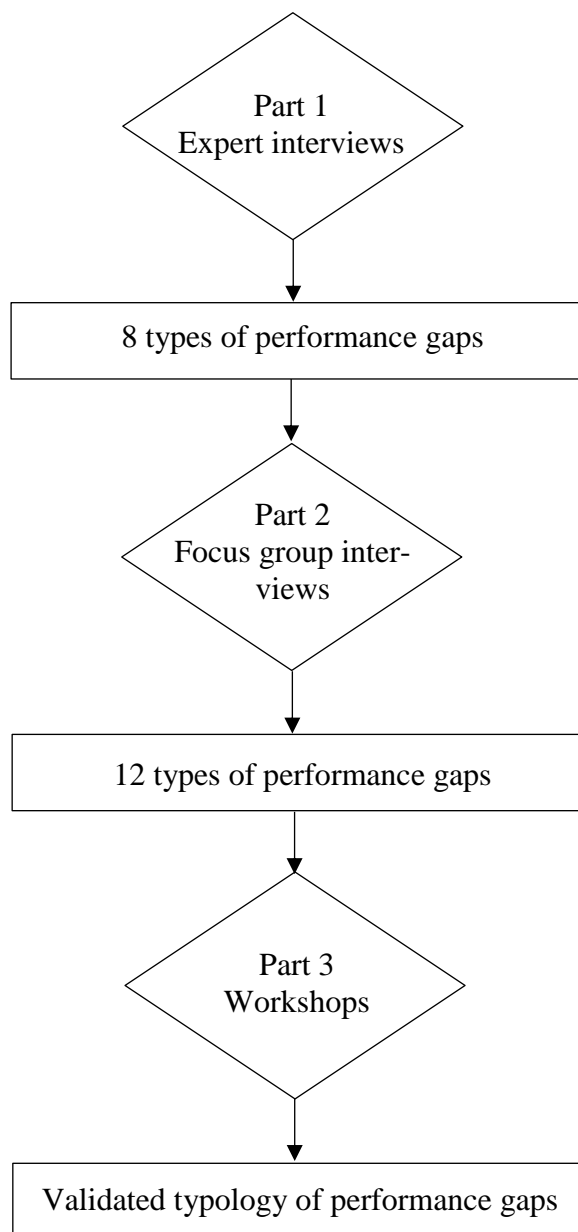 Part 1
Expert interviews
8 types of performance gaps
Part 2
Focus group inter-
views
12 types of performance gaps
Part 3
Workshops
Validated typology of performance gaps